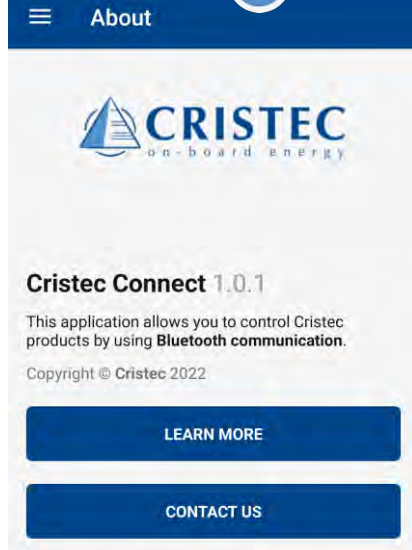 About
CRISTEC
on-board energy
Cristec Connect 1.0.1
This application allows you to control Cristec
products by using Bluetooth communication.
Copyright © Cristec 2022
LEARN MORE
CONTACT US